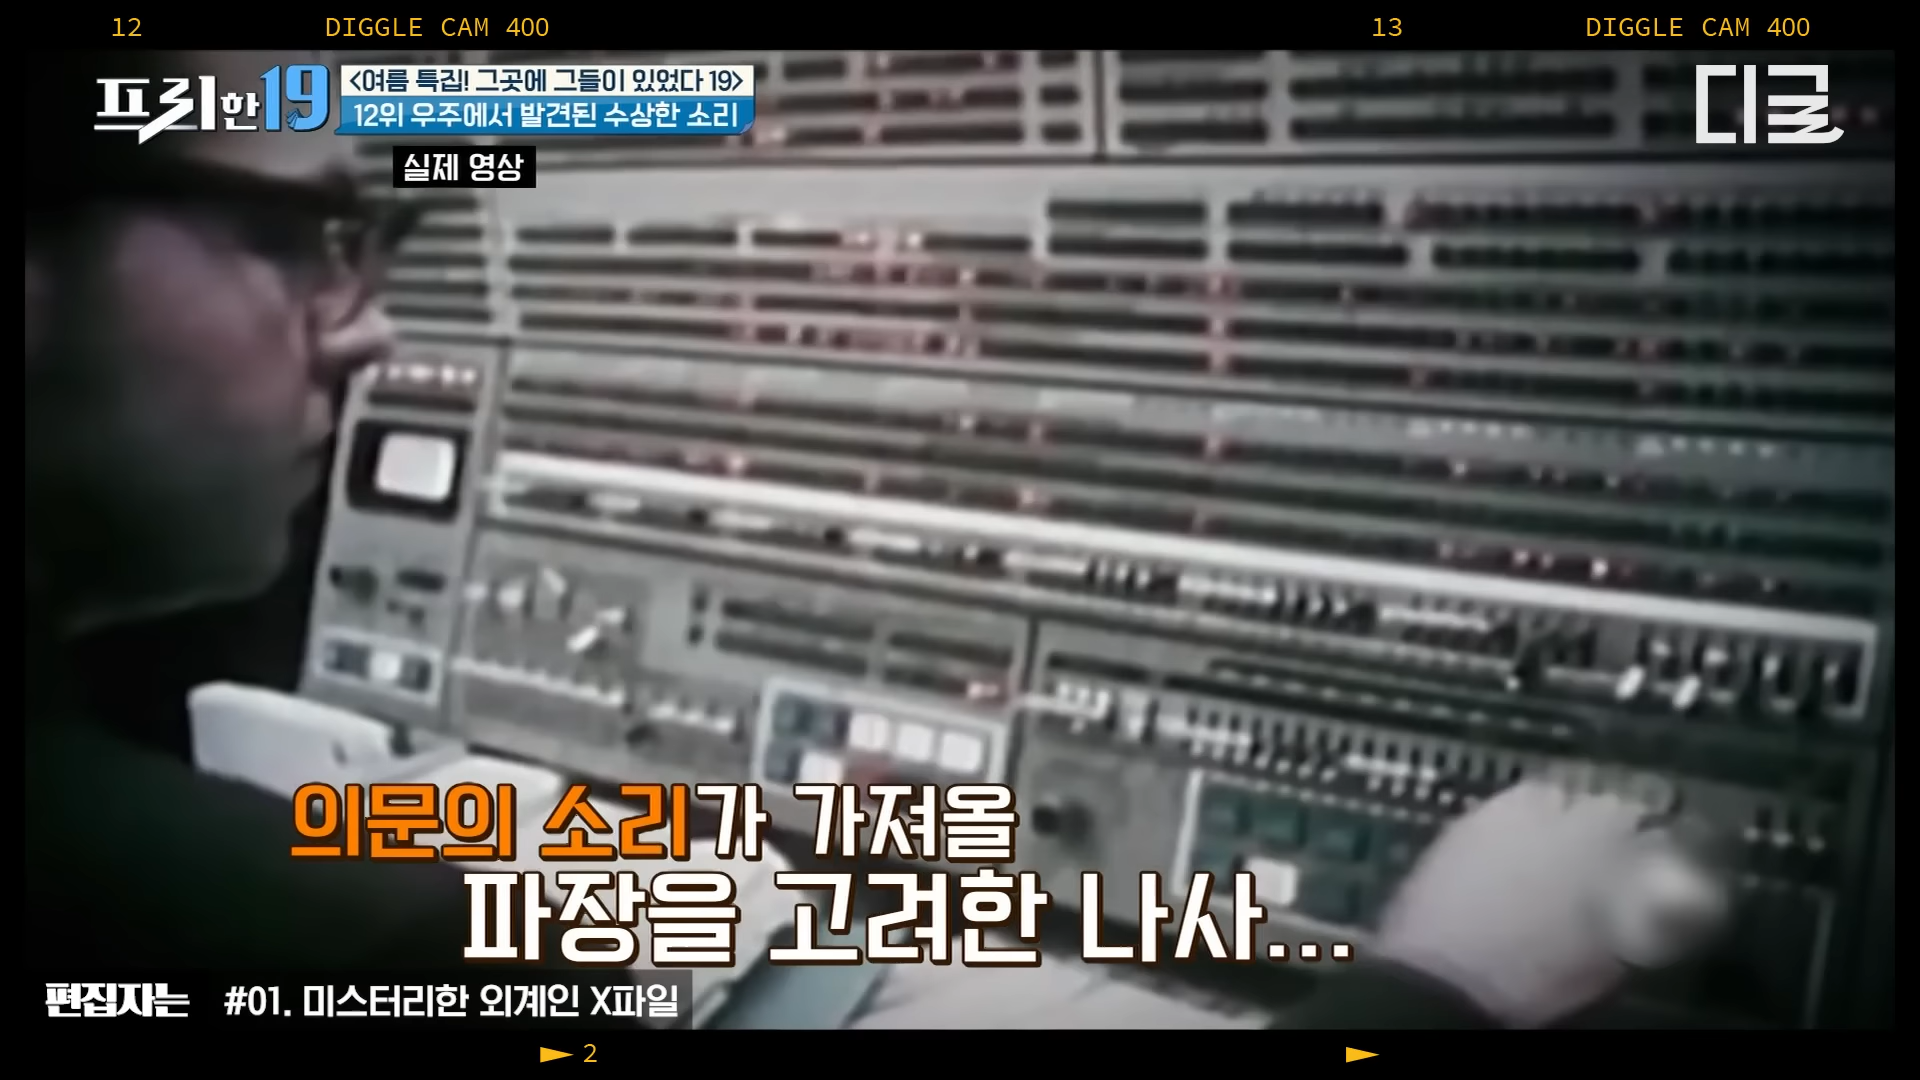 12 DIGGLE CAM 400 13 DIGGLE CAM 400
프리한19
<여름 특집! 그곳에 그들이 있었다 19>
12위 우주에서 발견된 수상한 소리
디글
실제 영상
의문의 소리가 가져올
파장을 고려한 나사...
편집자는 #01. 미스터리한 외계인 X파일
2